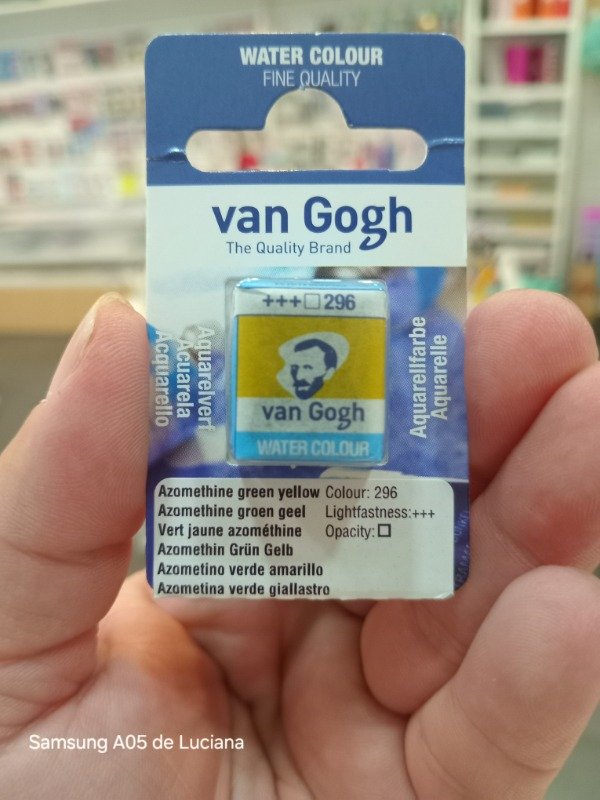 WATER COLOUR
FINE QUALITY
van Gogh
The Quality Brand
+++□ 296
van Gogh
WATER COLOUR
Aquarelverf
Acuarela
Acquarello
Aquarellfarbe
Aquarelle
Azomethine green yellow Colour: 296
Azomethine groen geel Lightfastness:+++
Vert jaune azométhine Opacity:□
Azomethin Grün Gelb
Azometino verde amarillo
Azometina verde giallastro
Samsung A05 de Luciana